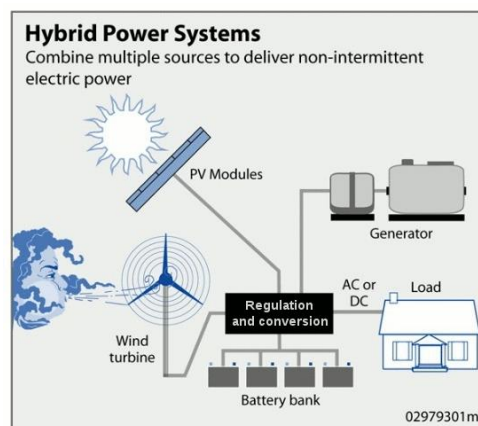 Hybrid Power Systems
Combine multiple sources to deliver non-intermittent
electric power
PV Modules
Generator
AC or
DC
Load
Regulation
and conversion
Wind
turbine
Battery bank
02979301m